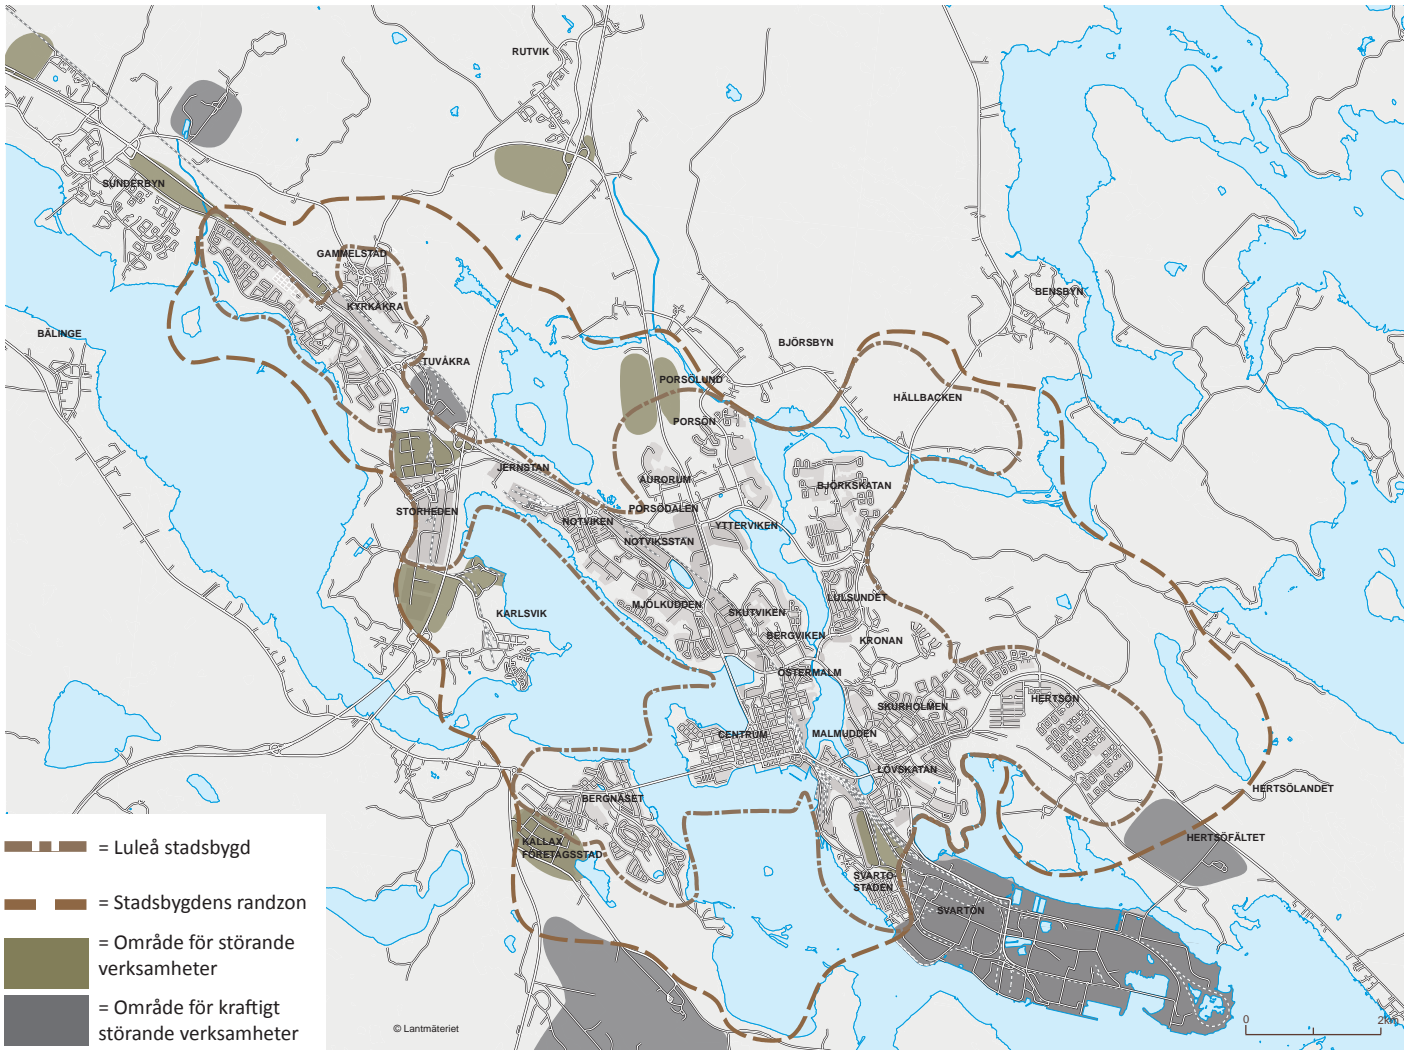 RUTVIK
SUNDERBYN
GAMMELSTAD
KYRKÅKRA
BENSBYN
BÄLINGE
BJÖRSBYN
TUVÅKRA
PORSÖLUND
HÄLLBACKEN
PORSÖN
JERNSTAN
AURORUM
BJÖRKSKATAN
STORHEDEN
PORSÖDALEN
NOTVIKEN
YTTERVIKEN
NOTVIKSSTAN
KARLSVIK
MJÖLKUDDEN
SKUTVIKEN
LULSUNDET
BERGVIKEN
KRONAN
ÖSTERMALM
HERTSÖN
SKURHOLMEN
CENTRUM
MALMUDDEN
LÖVSKATAN
HERTSÖLANDET
BERGNÄSET
HERTSÖFÄLTET
KALLAX
FÖRETAGSSTAD
SVARTÖ-
STADEN
SVARTÖN
= Luleå stadsbygd
= Stadsbygdens randzon
= Område för störande
verksamheter
= Område för kraftigt
störande verksamheter
© Lantmäteriet
0 2km